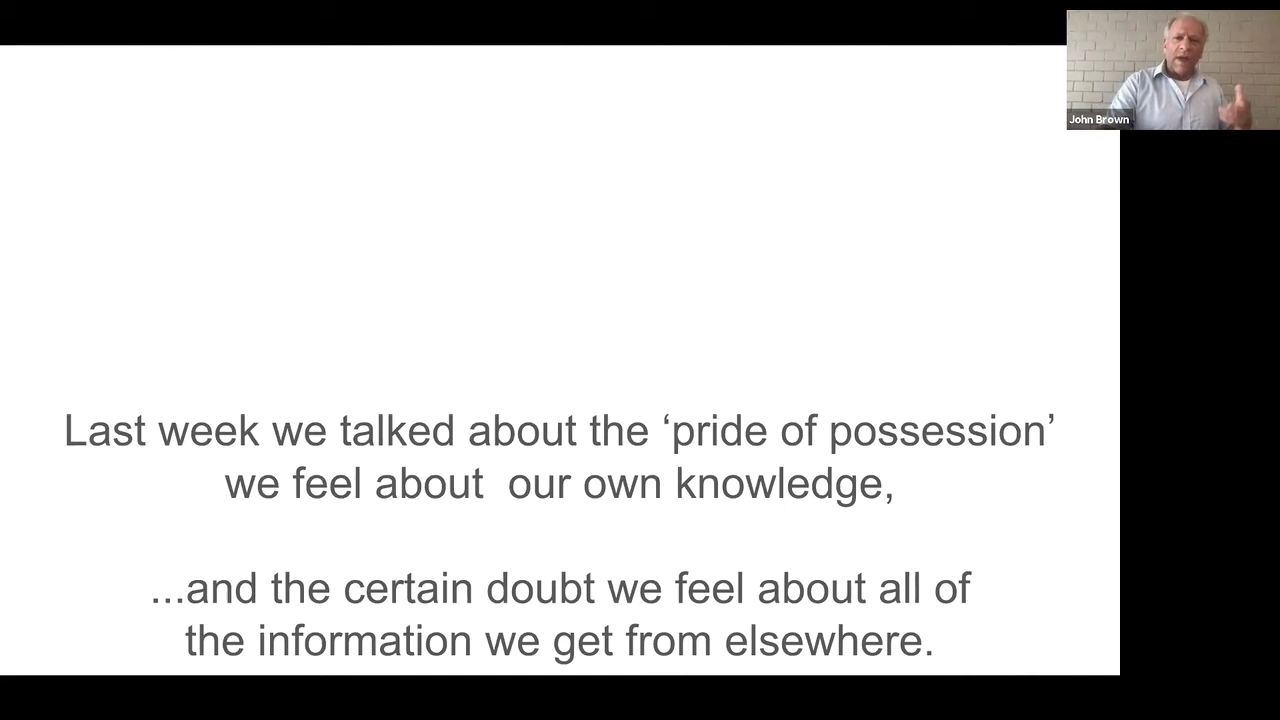 John Brown
Last week we talked about the ‘pride of possession’
we feel about  our own knowledge,
...and the certain doubt we feel about all of
the information we get from elsewhere.